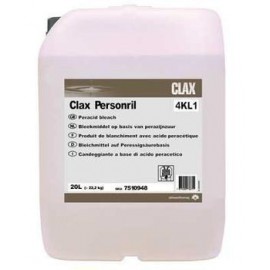 CLAX
Clax Personril
4KL1
Peracid bleach
Bleekmiddel op basis van perazijnzuur
Produit de blanchiment avec acide peracétique
Bleichmittel auf Peressigsäurebasis
Candeggiante a base di acido peracetico
20L
7510948